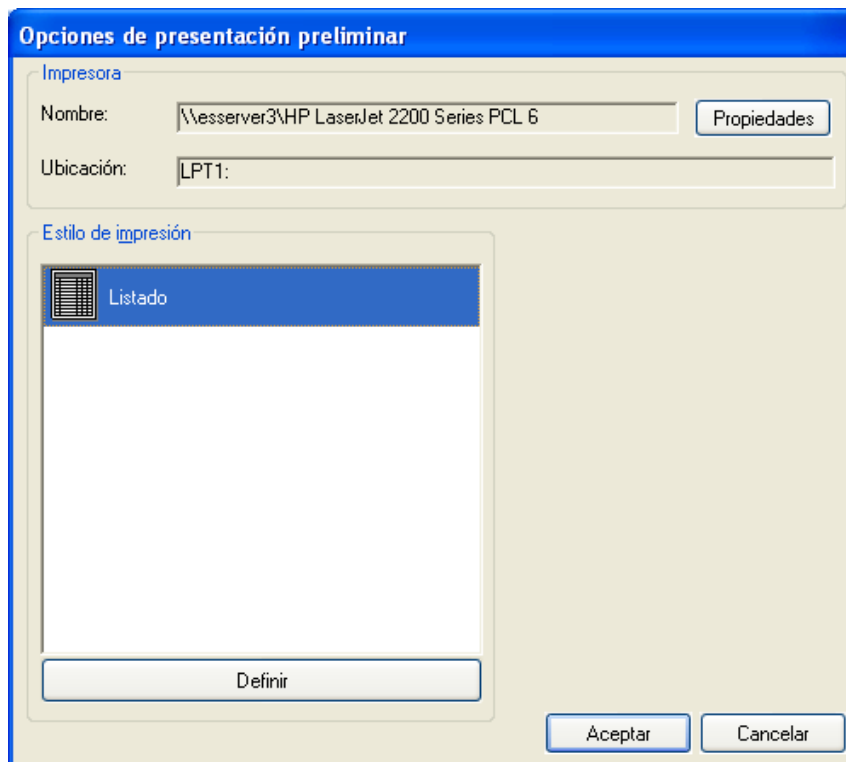 Opciones de presentación preliminar
Impresora
Nombre: \\esserver3\HP LaserJet 2200 Series PCL 6 Propiedades
Ubicación: LPT1:
Estilo de impresión
Listado
Definir
Aceptar Cancelar